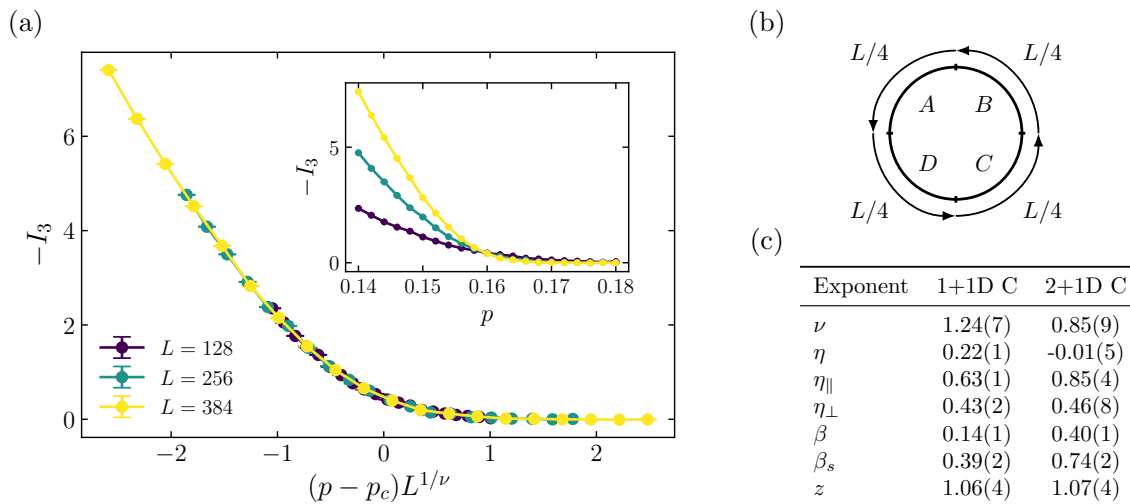 (a)
−I₃
6
4
2
0
−2
−1
0
1
2
(p − p_c)L^{1/ν}
L = 128
L = 256
L = 384
−I₃
5
0
0.14
0.15
0.16
0.17
0.18
p
(b)
L/4
L/4
A
B
D
C
L/4
L/4
(c)
Exponent 1+1D C 2+1D C
ν 1.24(7) 0.85(9)
η 0.22(1) -0.01(5)
η_∥ 0.63(1) 0.85(4)
η_⊥ 0.43(2) 0.46(8)
β 0.14(1) 0.40(1)
β_s 0.39(2) 0.74(2)
z 1.06(4) 1.07(4)